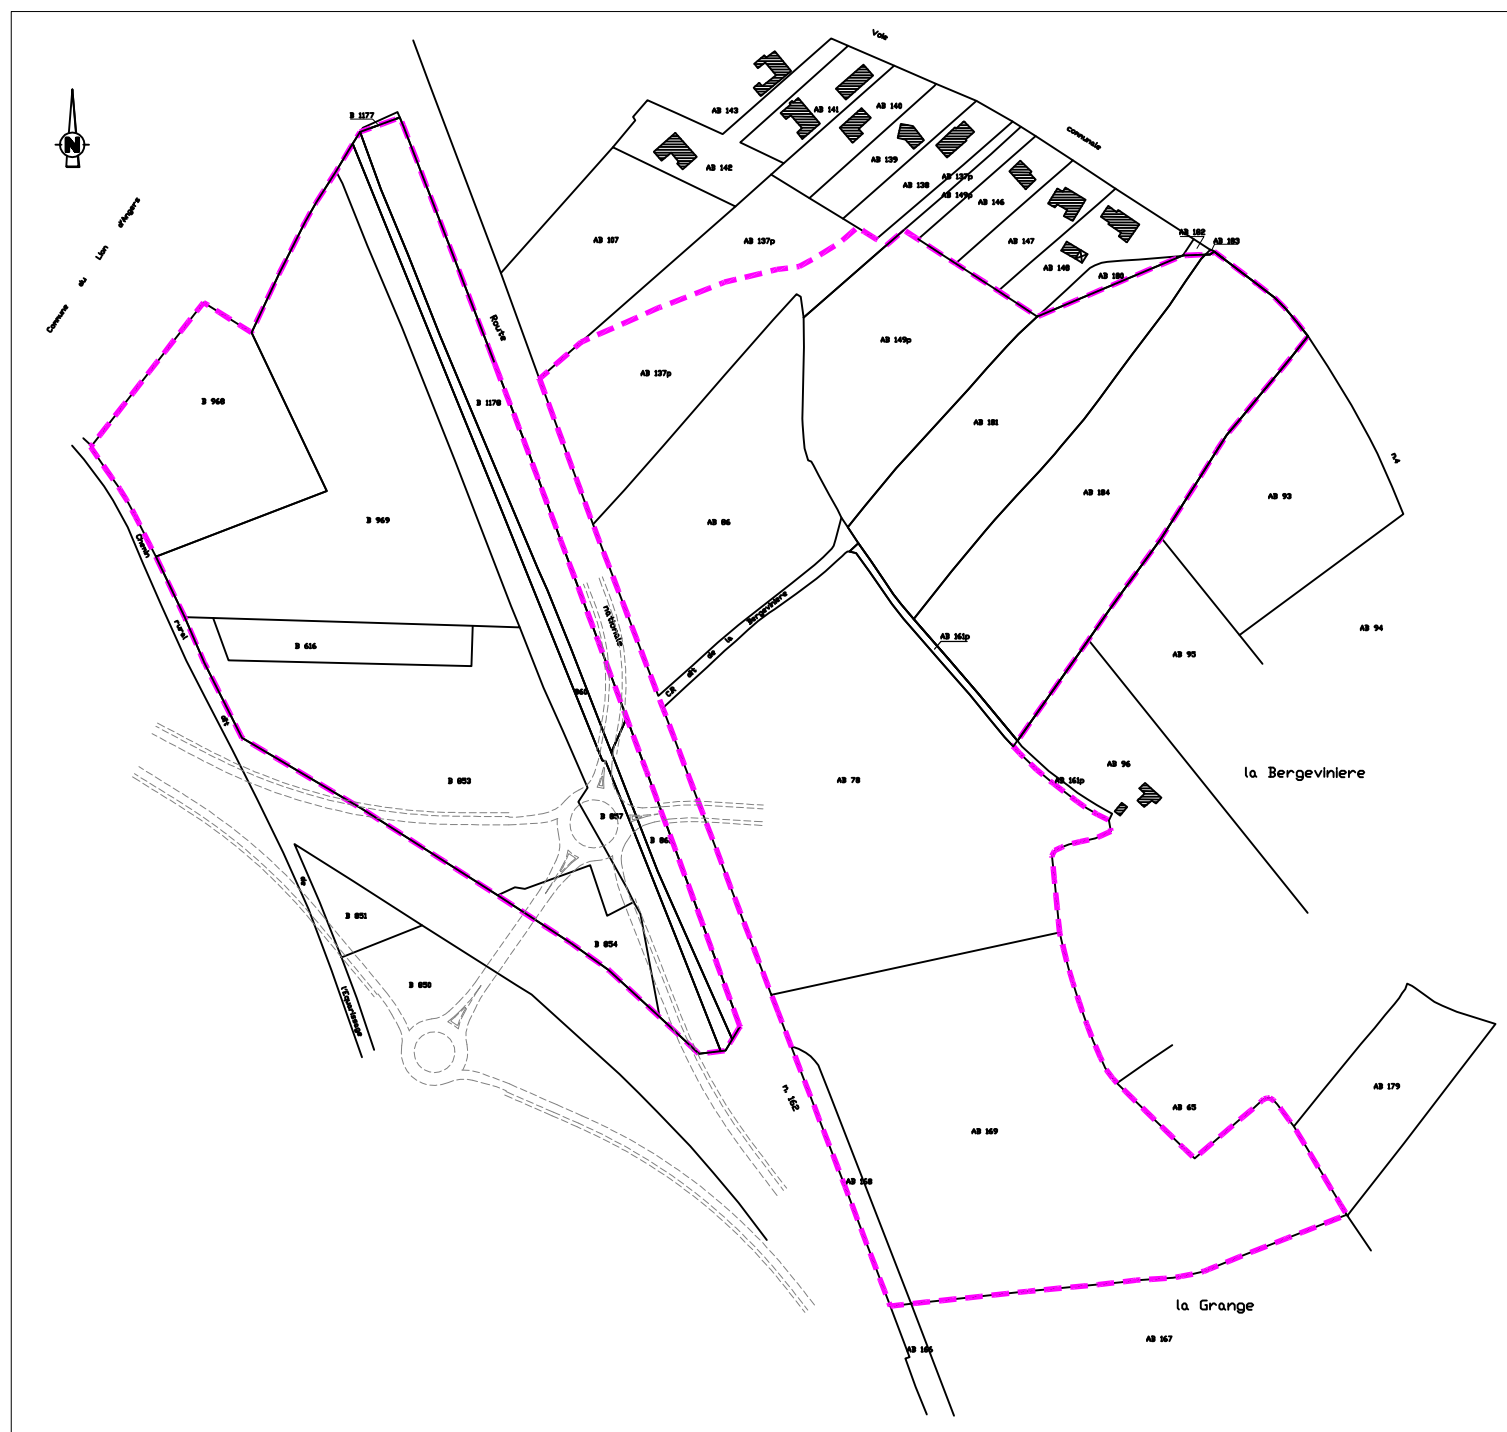 Voie
communale
N
B 1177
AB 143
AB 141
AB 140
AB 142
AB 139
AB 138
AB 137p
AB 149p
AB 146
Commune du Lion d'Angers
AB 107
AB 137p
AB 147
AB 148
AB 180
AB 182
AB 183
Route
AB 149p
AB 137p
B 968
B 1178
AB 181
n.4
B 969
AB 86
AB 184
AB 93
Chemin
rural
dit
de
l'Equarissage
nationale
C.R dit de la Bergeviniere
AB 161p
AB 94
B 616
AB 95
860
B 853
AB 78
AB 96
AB 161p
la Bergeviniere
B 857
B 851
B 854
B 850
n. 162
AB 179
AB 65
AB 169
AB 168
la Grange
AB 167